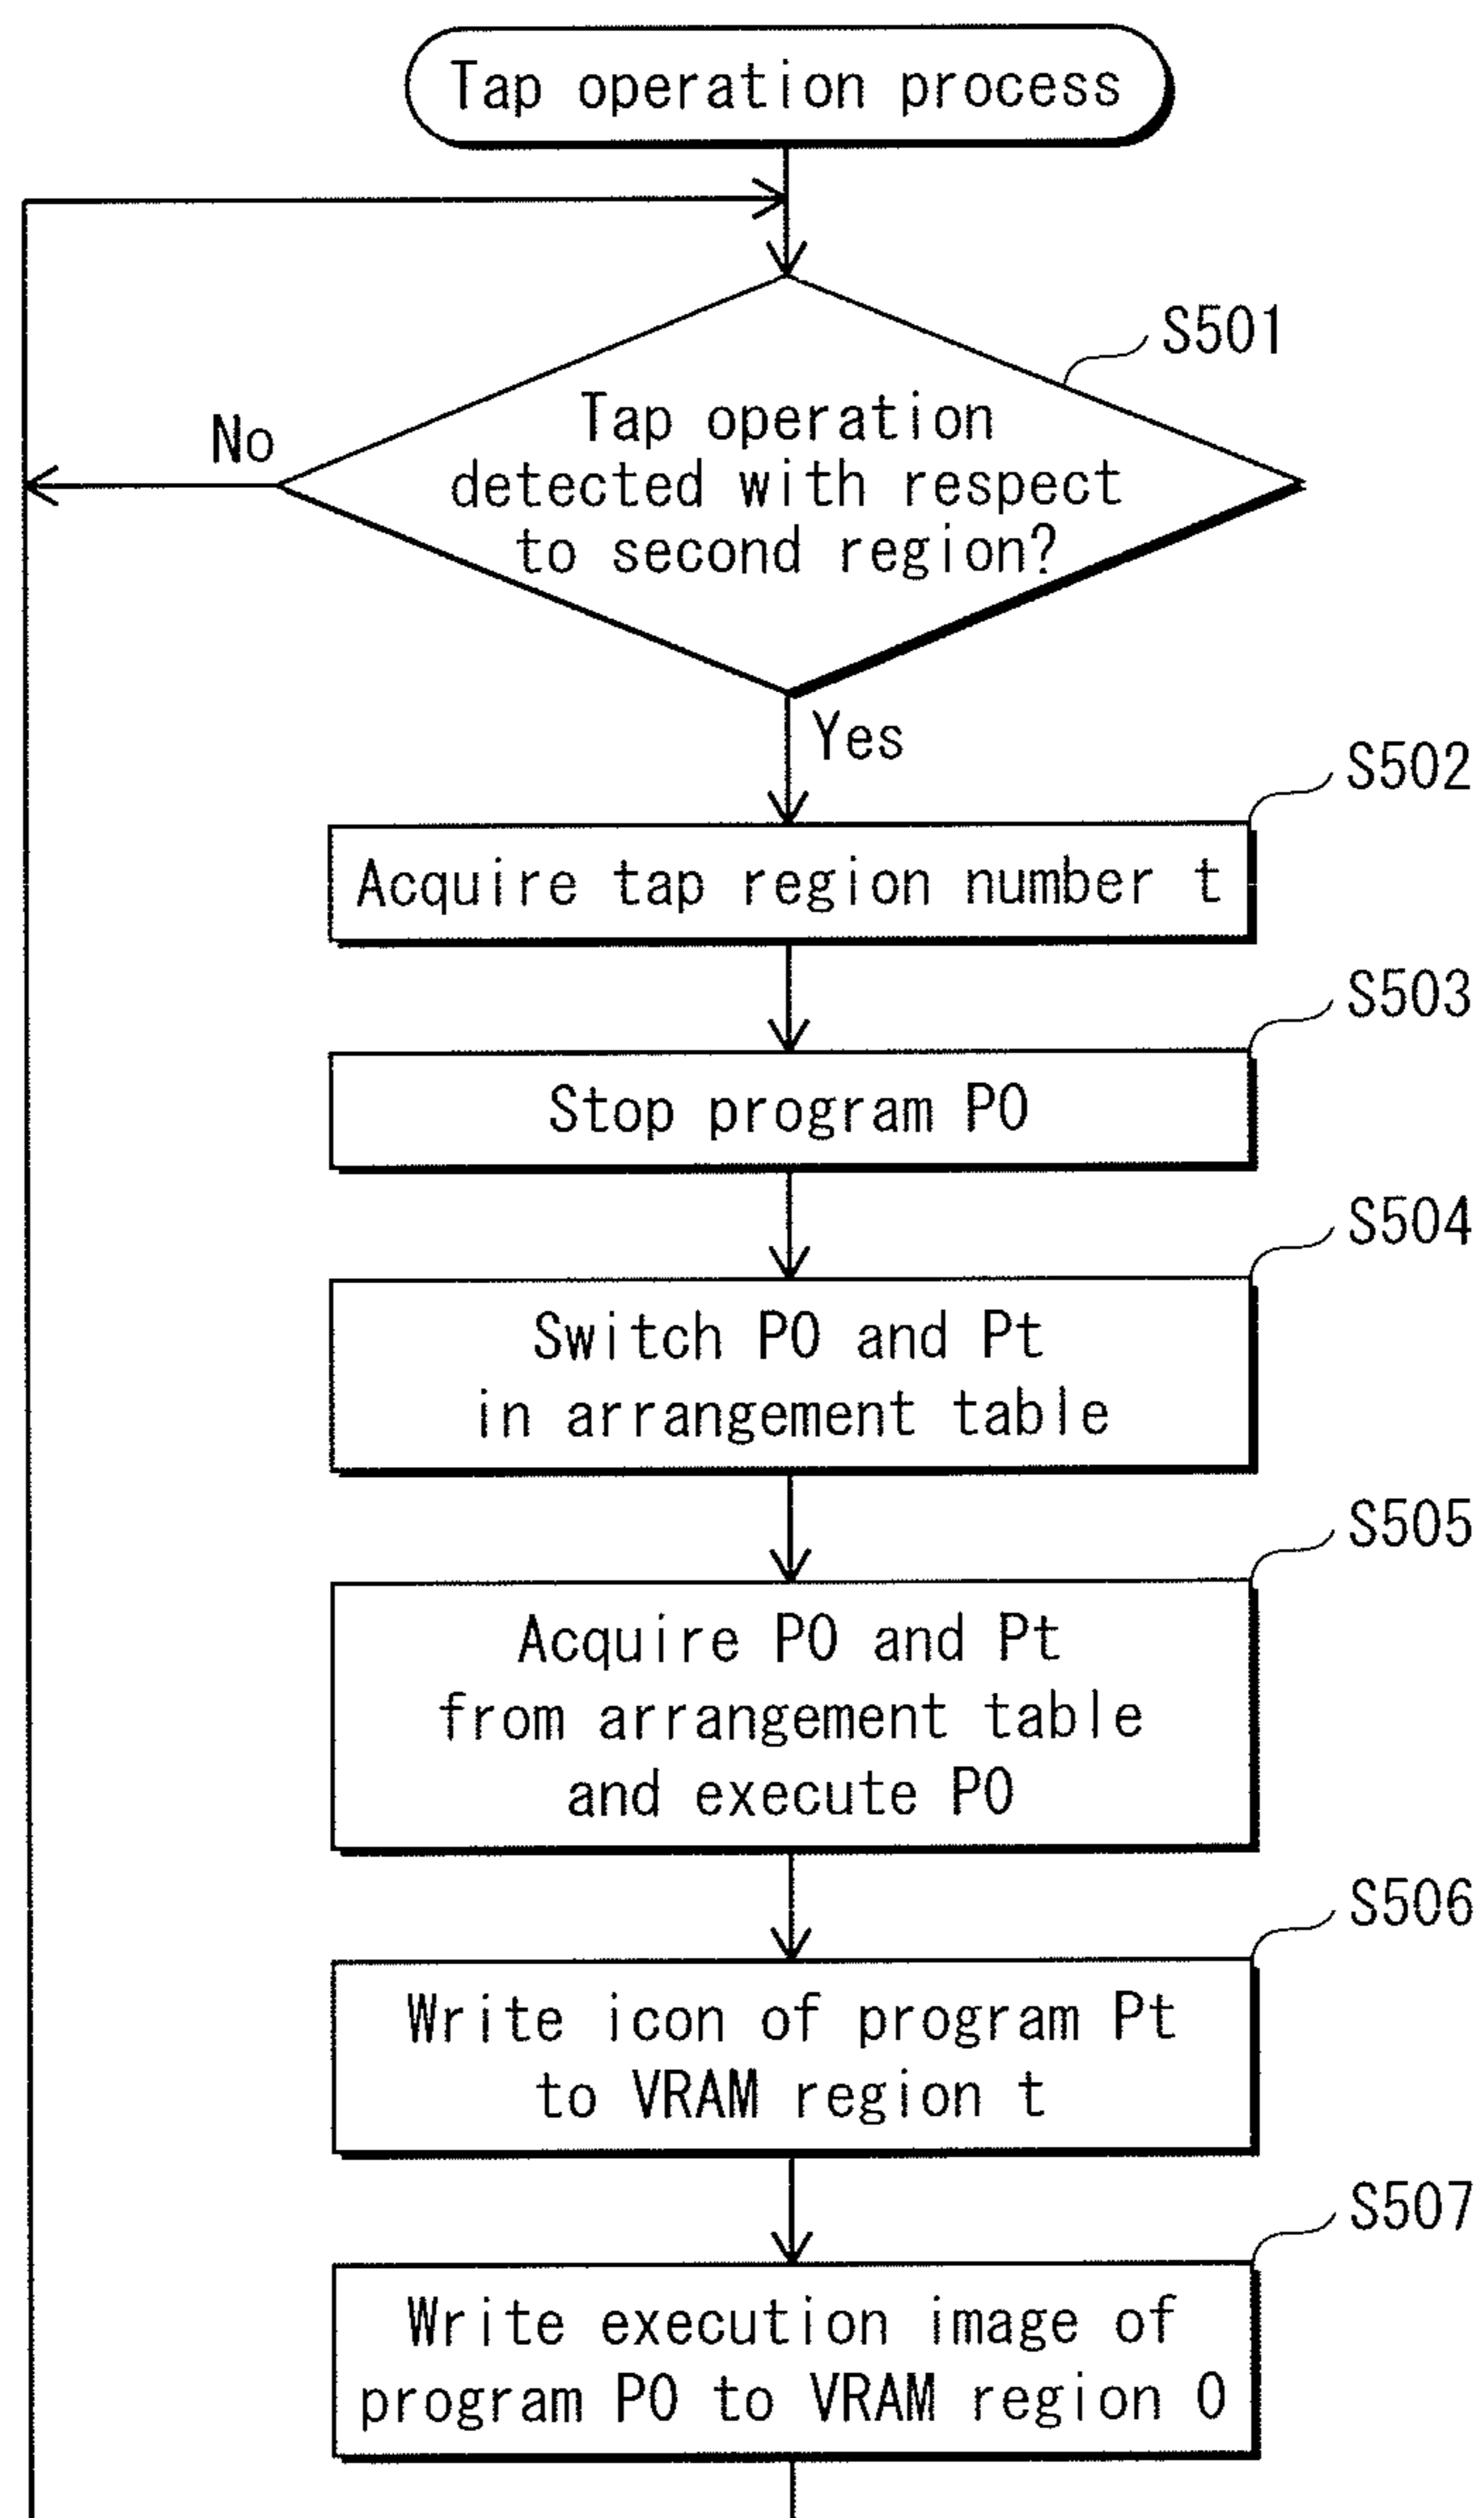 Tap operation process
S501
Tap operation
detected with respect
to second region?
No
Yes
S502
Acquire tap region number t
S503
Stop program P0
S504
Switch P0 and Pt
in arrangement table
S505
Acquire P0 and Pt
from arrangement table
and execute P0
S506
Write icon of program Pt
to VRAM region t
S507
Write execution image of
program P0 to VRAM region 0